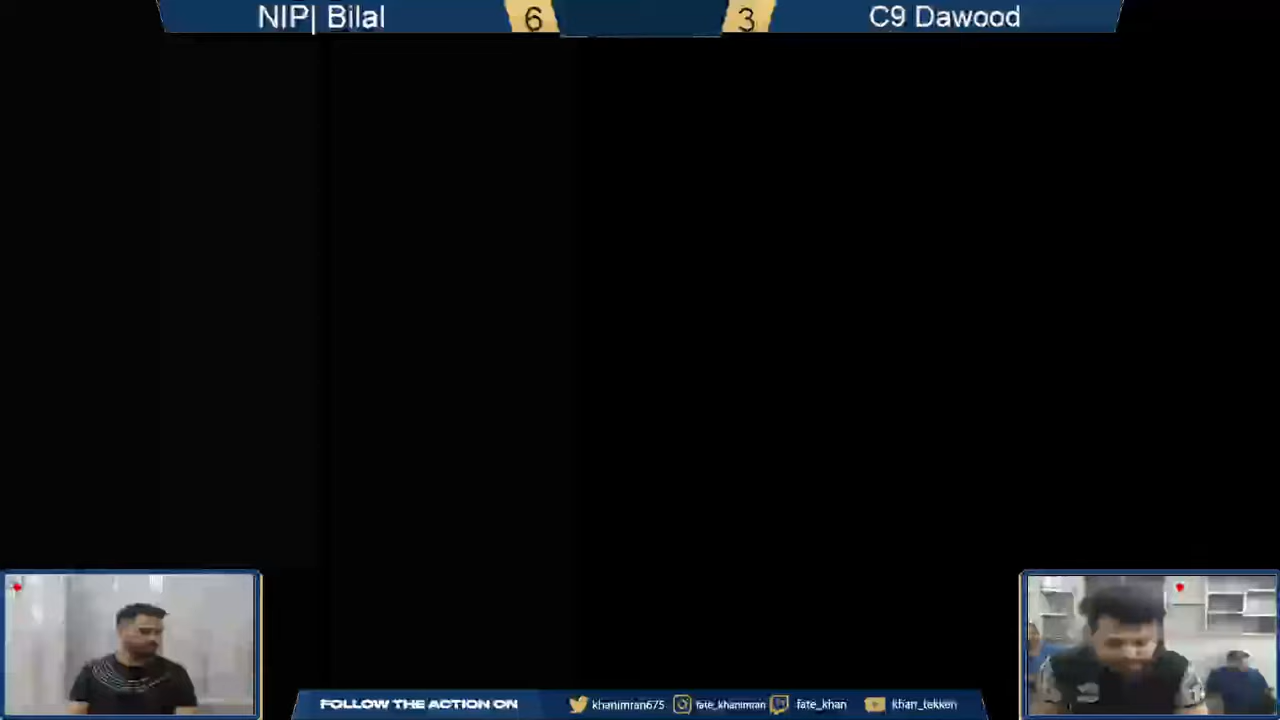 NIP| Bilal 6 3 C9 Dawood
FOLLOW THE ACTION ON khanimran675 fate_khanimran fate_khan khan_tekken